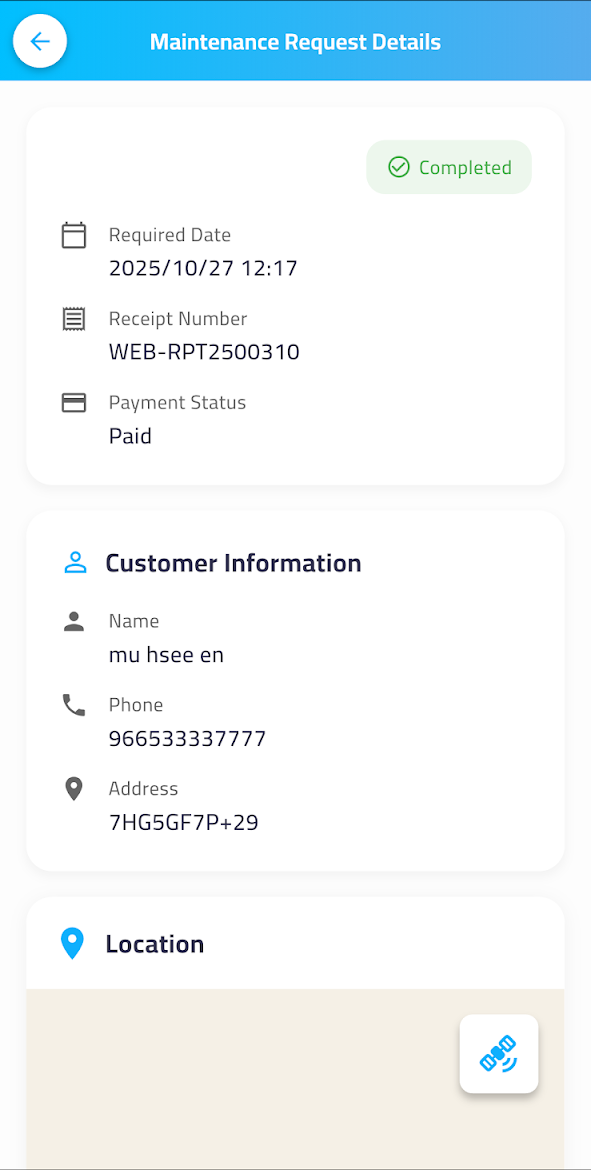 Maintenance Request Details
Completed
Required Date
2025/10/27 12:17
Receipt Number
WEB-RPT2500310
Payment Status
Paid
Customer Information
Name
mu hsee en
Phone
966533337777
Address
7HG5GF7P+29
Location